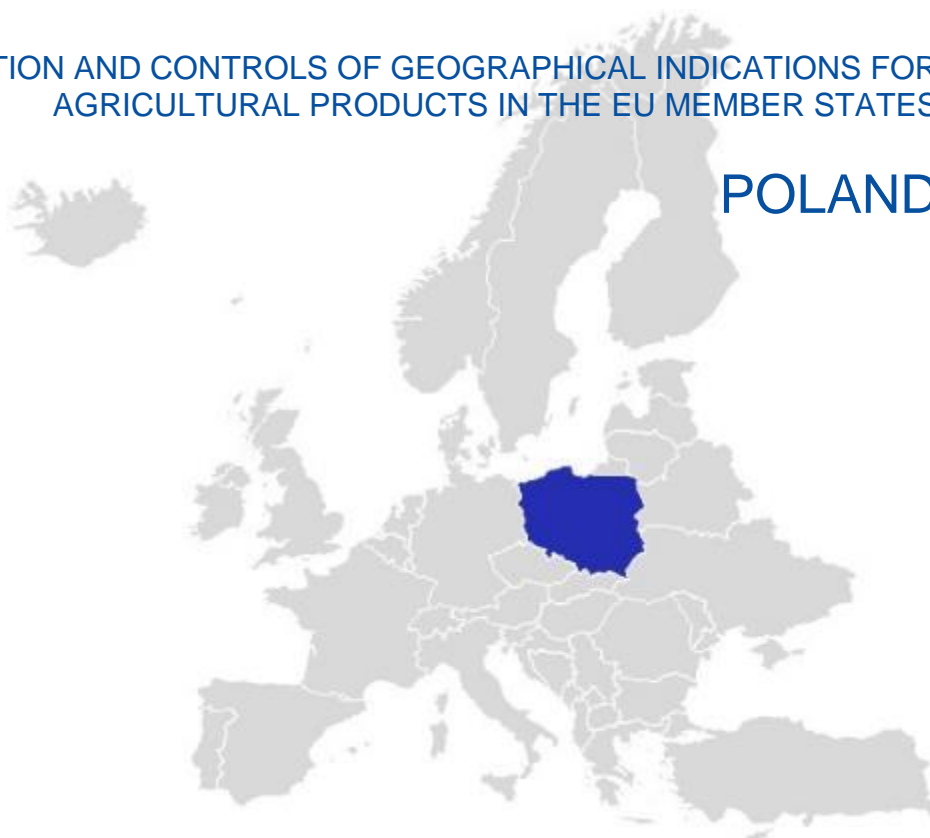 TION AND CONTROLS OF GEOGRAPHICAL INDICATIONS FOR
AGRICULTURAL PRODUCTS IN THE EU MEMBER STATES
POLAND